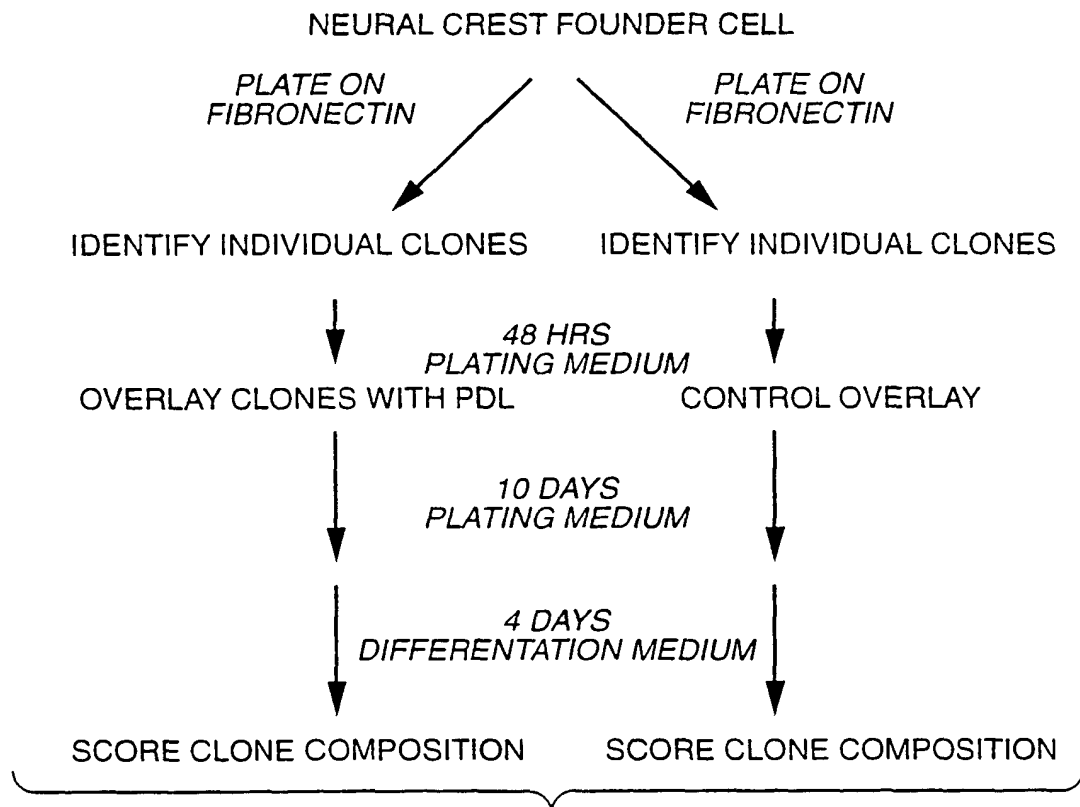 NEURAL CREST FOUNDER CELL
PLATE ON
FIBRONECTIN
PLATE ON
FIBRONECTIN
IDENTIFY INDIVIDUAL CLONES
IDENTIFY INDIVIDUAL CLONES
48 HRS
PLATING MEDIUM
OVERLAY CLONES WITH PDL
CONTROL OVERLAY
10 DAYS
PLATING MEDIUM
4 DAYS
DIFFERENTATION MEDIUM
SCORE CLONE COMPOSITION
SCORE CLONE COMPOSITION